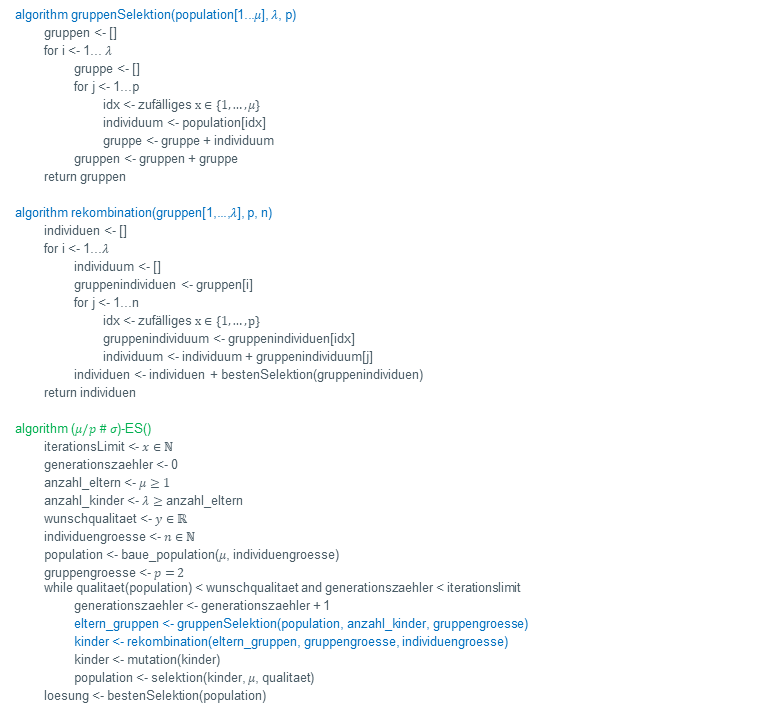 algorithm gruppenSelektion(population[1...μ], λ, p)
gruppen <- []
for i <- 1... λ
gruppe <- []
for j <- 1...p
idx <- zufälliges x ∈ {1, ... , μ}
individuum <- population[idx]
gruppe <- gruppe + individuum
gruppen <- gruppen + gruppe
return gruppen
algorithm rekombination(gruppen[1,...,λ], p, n)
individuen <- []
for i <- 1...λ
individuum <- []
gruppenindividuen <- gruppen[i]
for j <- 1...n
idx <- zufälliges x ∈ {1, ... , p}
gruppenindividuum <- gruppenindividuen[idx]
individuum <- individuum + gruppenindividuum[j]
individuen <- individuen + bestenSelektion(gruppenindividuen)
return individuen
algorithm (μ/p # σ)-ES()
iterationsLimit <- x ∈ ℕ
generationszaehler <- 0
anzahl_eltern <- μ ≥ 1
anzahl_kinder <- λ ≥ anzahl_eltern
wunschqualitaet <- y ∈ ℝ
individuengroesse <- n ∈ ℕ
population <- baue_population(μ, individuengroesse)
gruppengroesse <- p = 2
while qualitaet(population) < wunschqualitaet and generationszaehler < iterationslimit
generationszaehler <- generationszaehler + 1
eltern_gruppen <- gruppenSelektion(population, anzahl_kinder, gruppengroesse)
kinder <- rekombination(eltern_gruppen, gruppengroesse, individuengroesse)
kinder <- mutation(kinder)
population <- selektion(kinder, μ, qualitaet)
loesung <- bestenSelektion(population)